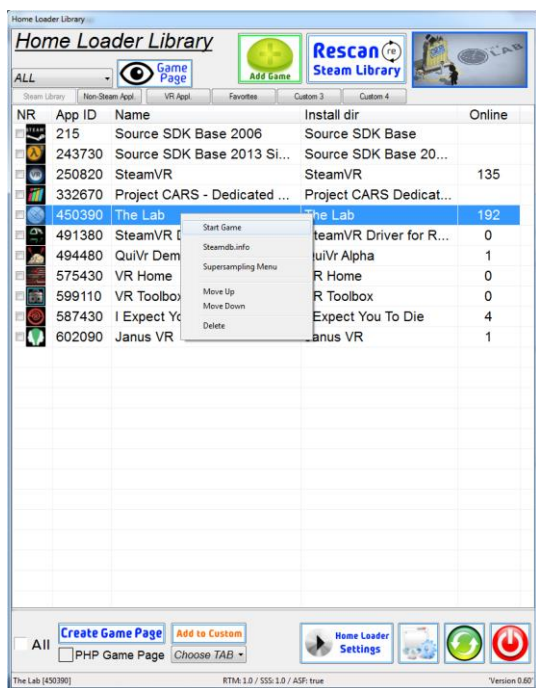 Home Loader Library
Home Loader Library
ALL
Game Page
Add Game
Rescan re
Steam Library
LAB
Steam Library Non-Steam Appl. VR Appl. Favorites Custom 3 Custom 4
NR App ID Name Install dir Online
STEAM 215 Source SDK Base 2006 Source SDK Base
243730 Source SDK Base 2013 Si... Source SDK Base 20...
VR 250820 SteamVR SteamVR 135
332670 Project CARS - Dedicated ... Project CARS Dedicat...
450390 The Lab The Lab 192
491380 SteamVR teamVR Driver for R... 0
494480 QuiVr Dem uiVr Alpha 1
575430 VR Home R Home 0
599110 VR Toolbox R Toolbox 0
587430 I Expect Yo Expect You To Die 4
602090 Janus VR anus VR 1
Start Game
Steamdb.info
Supersampling Menu
Move Up
Move Down
Delete
All
Create Game Page
Add to Custom
PHP Game Page
Choose TAB
Home Loader
Settings
The Lab [450390] RTM: 1.0 / SSS: 1.0 / ASF: true 'Version 0.60'